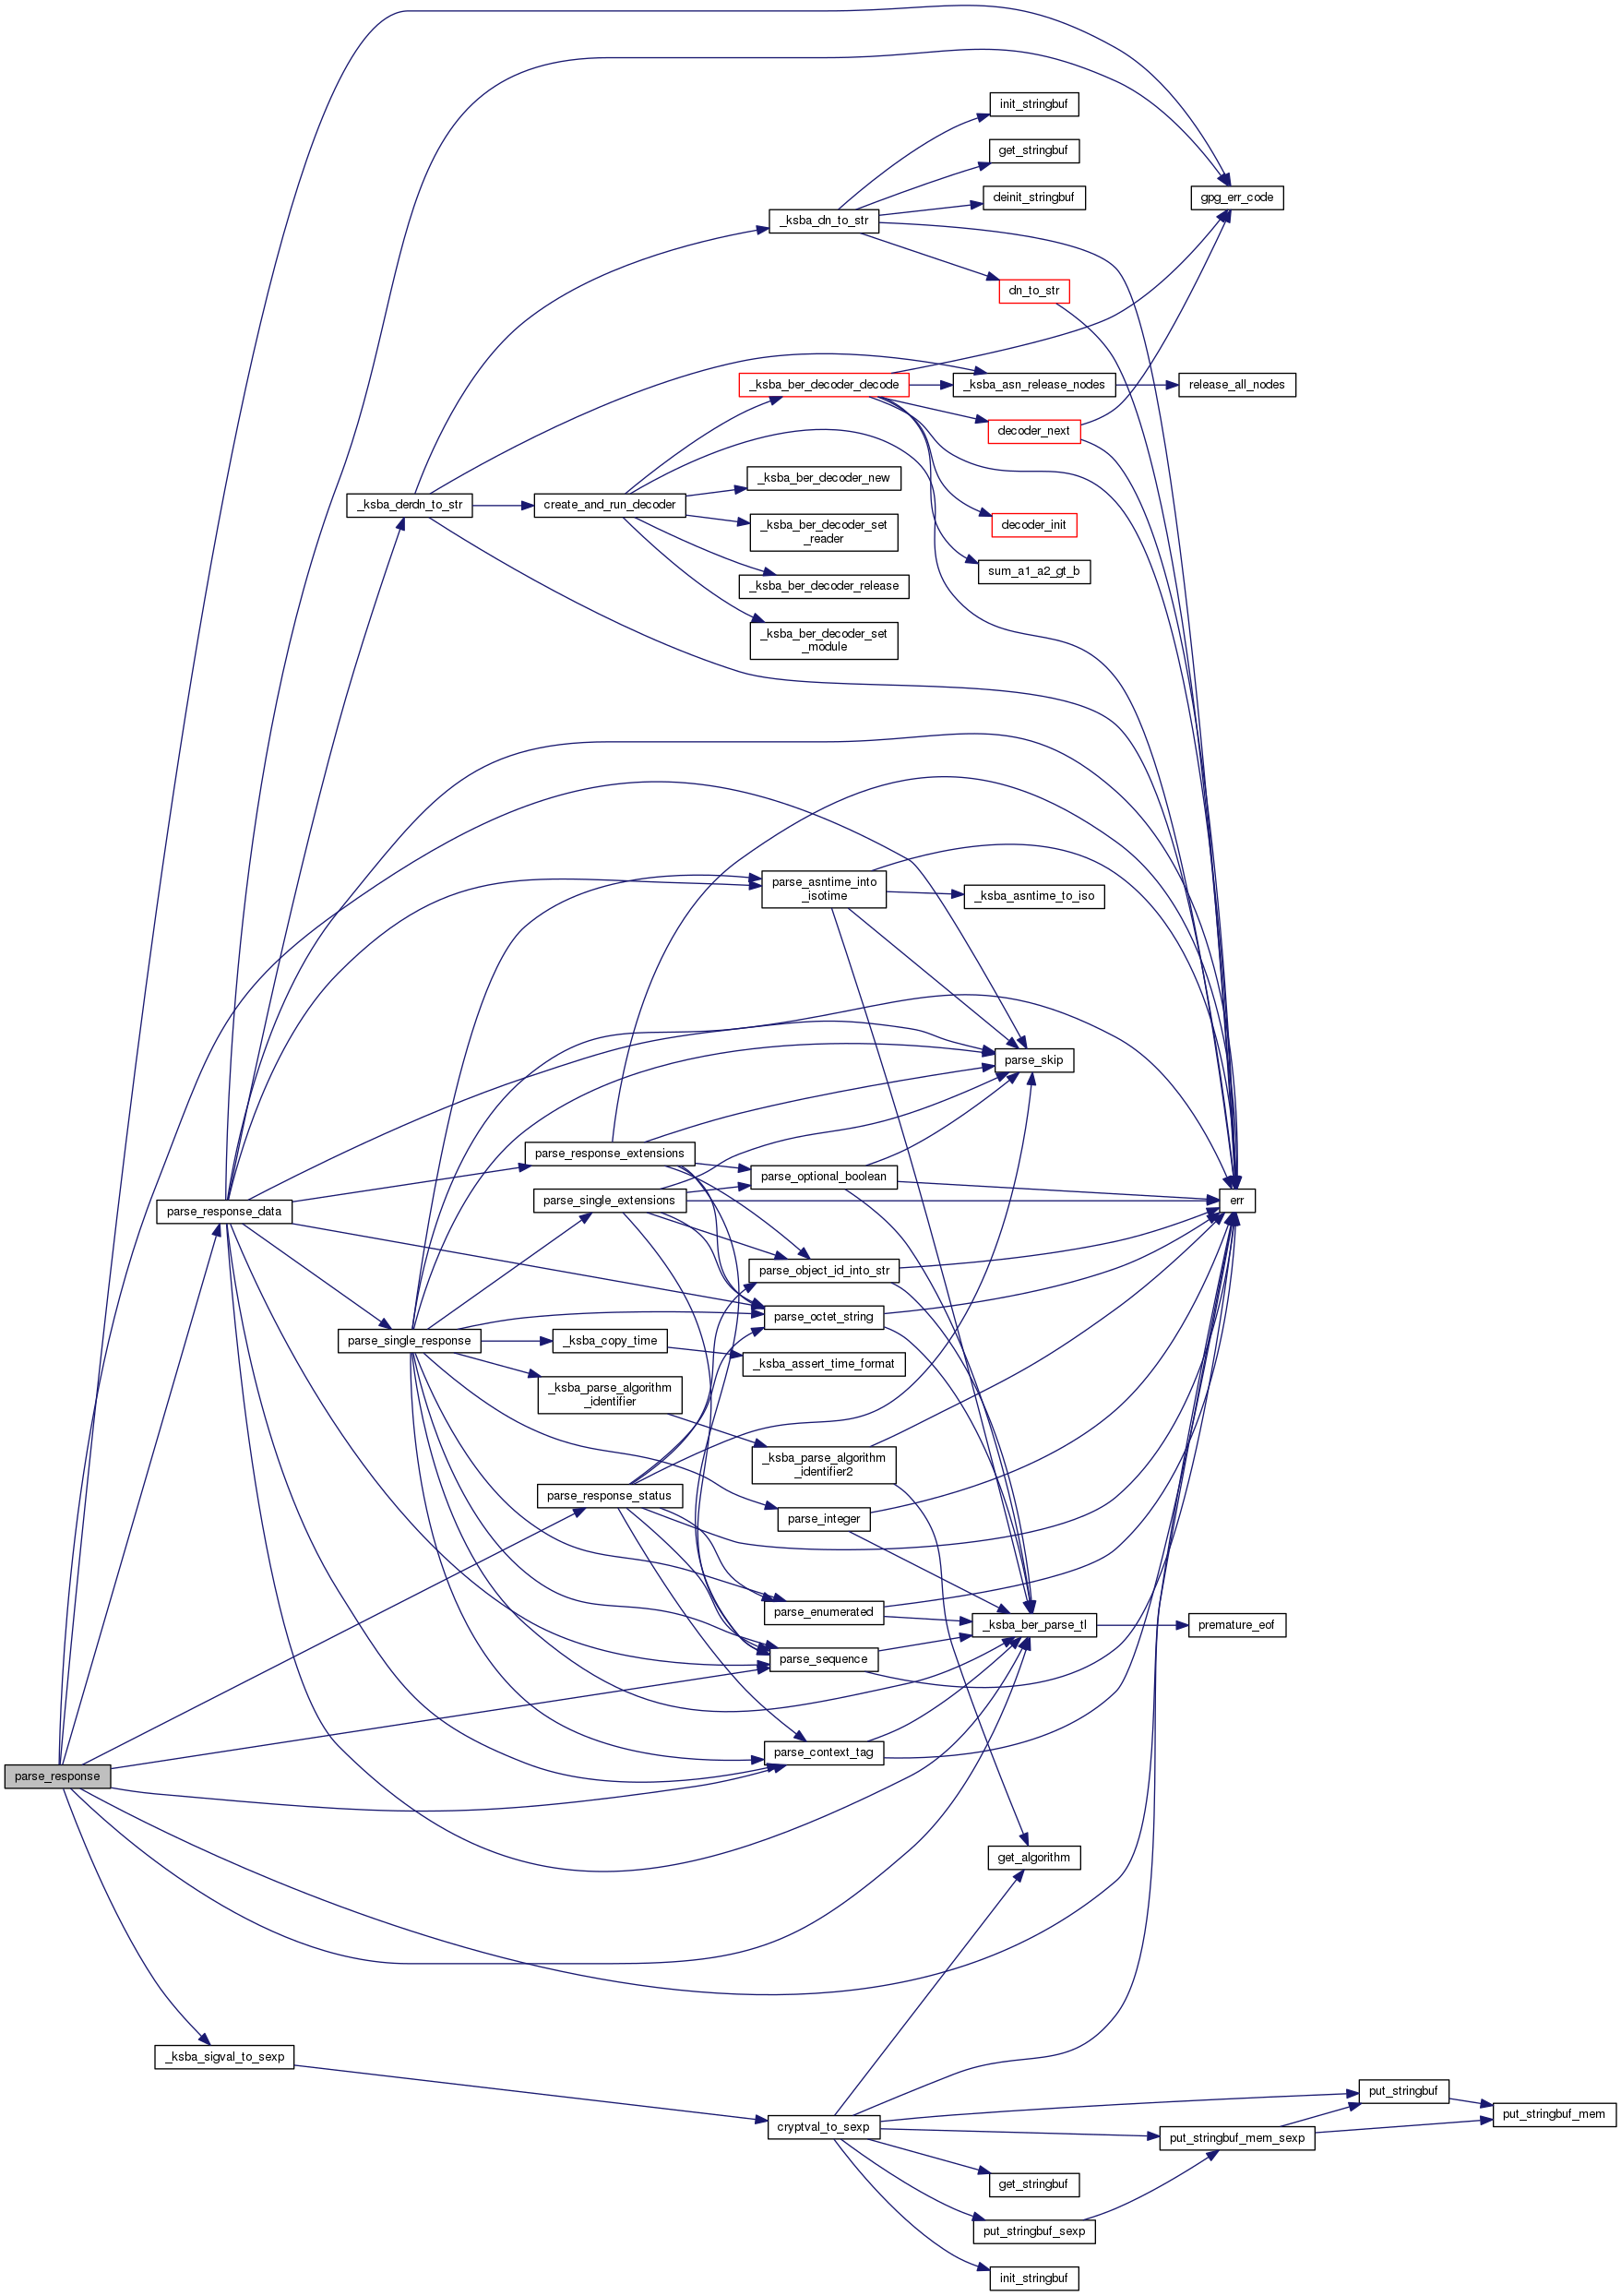 init_stringbuf
get_stringbuf
deinit_stringbuf
gpg_err_code
_ksba_dn_to_str
dn_to_str
_ksba_ber_decoder_decode
_ksba_asn_release_nodes
release_all_nodes
decoder_next
_ksba_ber_decoder_new
_ksba_derdn_to_str
create_and_run_decoder
_ksba_ber_decoder_set
_reader
decoder_init
sum_a1_a2_gt_b
_ksba_ber_decoder_release
_ksba_ber_decoder_set
_module
parse_asntime_into
_isotime
_ksba_asntime_to_iso
parse_skip
parse_response_extensions
parse_optional_boolean
parse_single_extensions
err
parse_response_data
parse_object_id_into_str
parse_octet_string
parse_single_response
_ksba_copy_time
_ksba_assert_time_format
_ksba_parse_algorithm
_identifier
_ksba_parse_algorithm
_identifier2
parse_response_status
parse_integer
parse_enumerated
_ksba_ber_parse_tl
premature_eof
parse_sequence
parse_context_tag
parse_response
get_algorithm
_ksba_sigval_to_sexp
put_stringbuf
put_stringbuf_mem
cryptval_to_sexp
put_stringbuf_mem_sexp
get_stringbuf
put_stringbuf_sexp
init_stringbuf